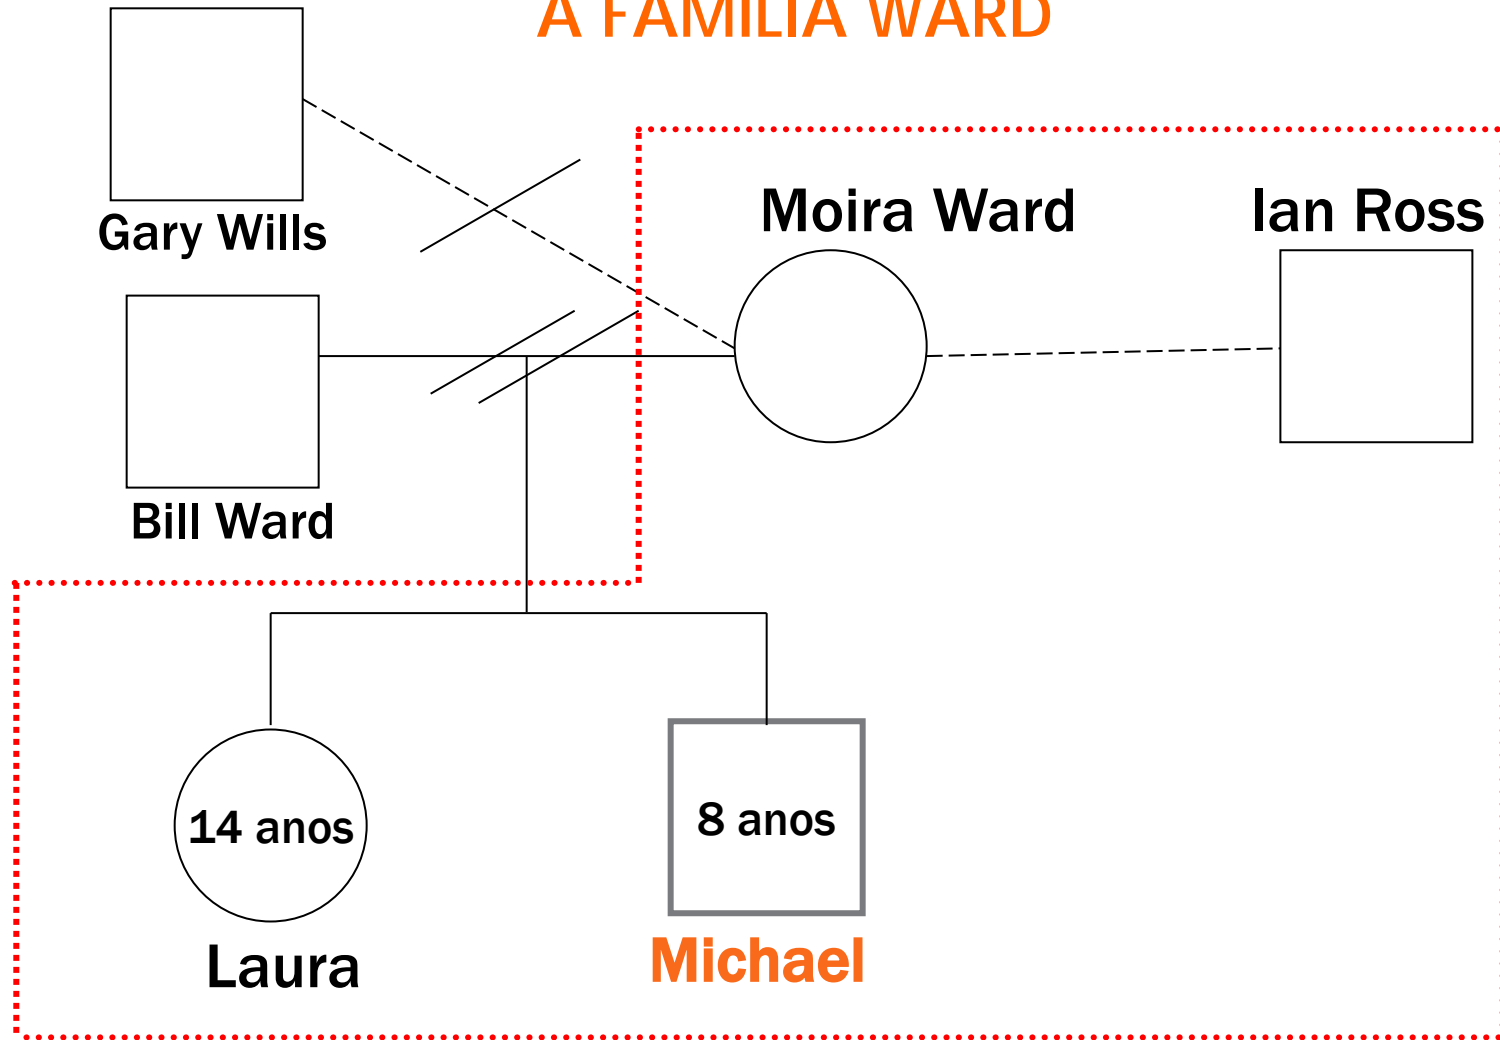 A FAMILIA WARD
Gary Wills
Moira Ward
Ian Ross
Bill Ward
14 anos
8 anos
Laura
Michael